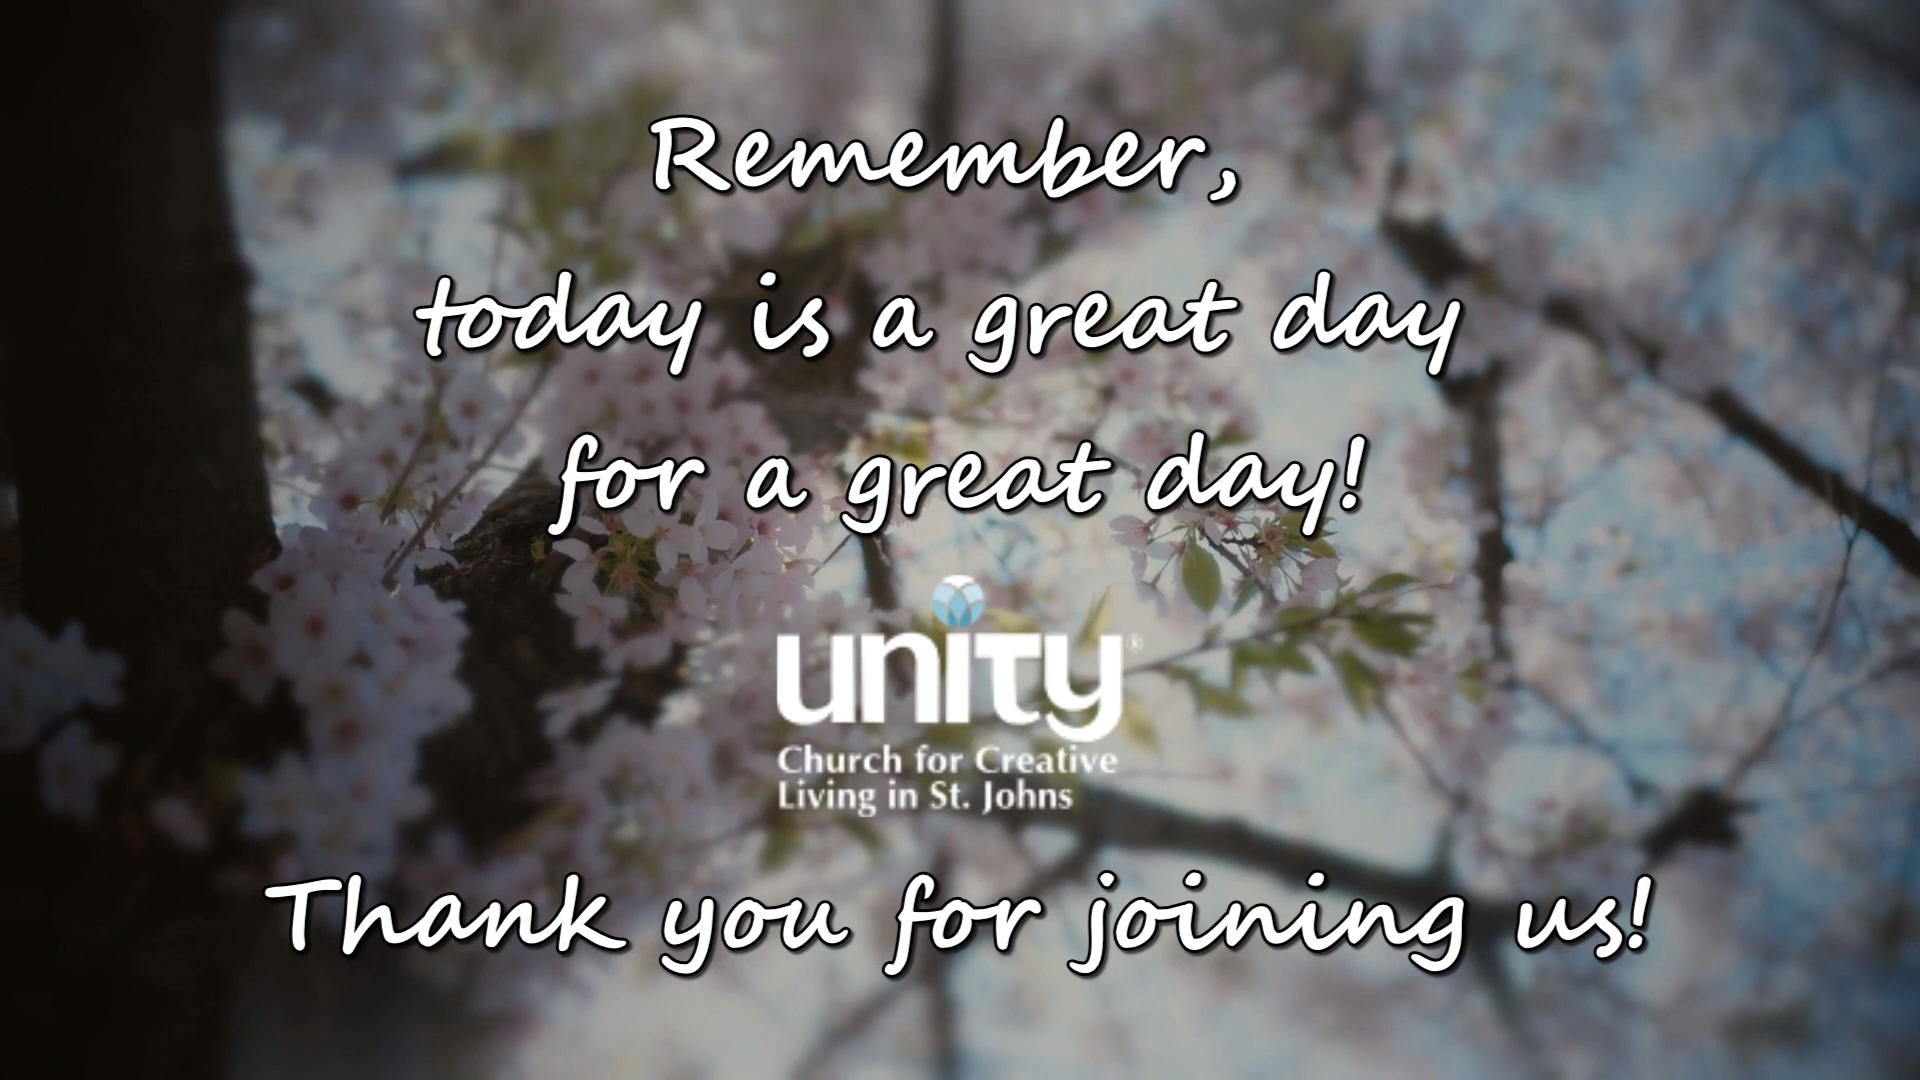 Remember,
today is a great day
for a great day!
unity®
Church for Creative
Living in St. Johns
Thank you for joining us!